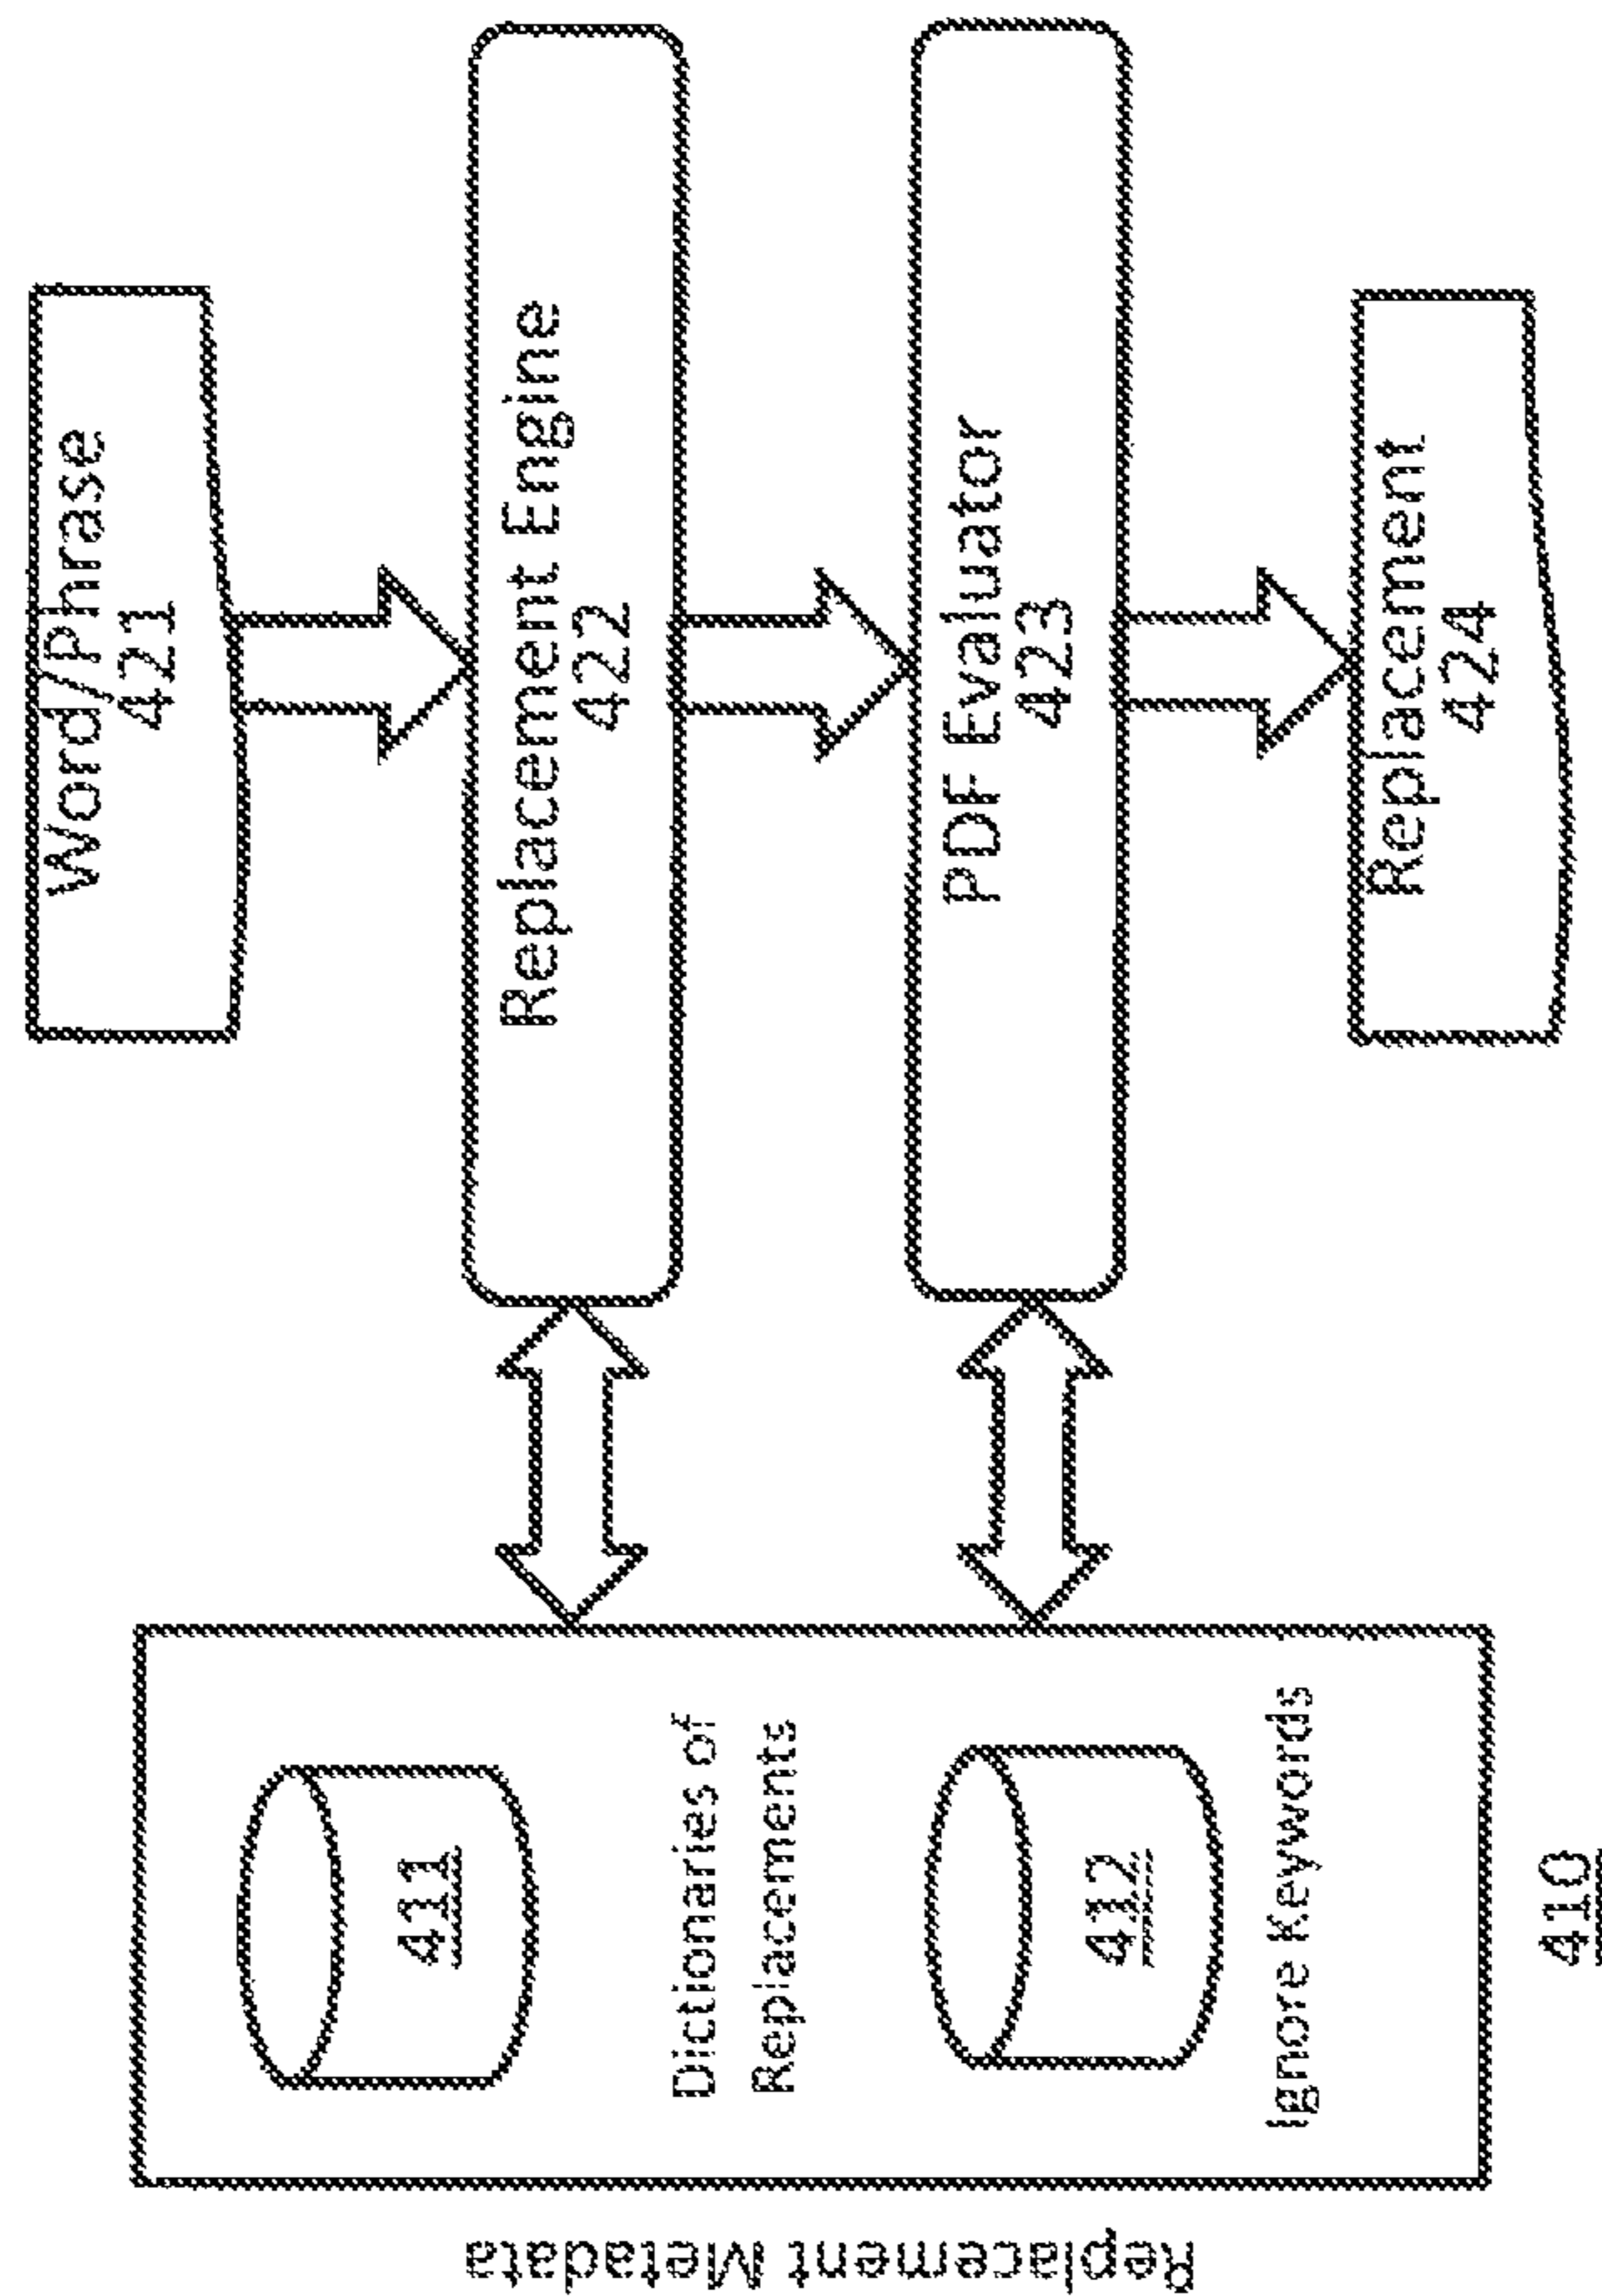 Replacement Metadata
411
Dictionaries of
Replacements
412
Ignore Keywords
410
Word/Phrase
421
Replacement Engine
422
PDF Evaluator
423
Replacement
424